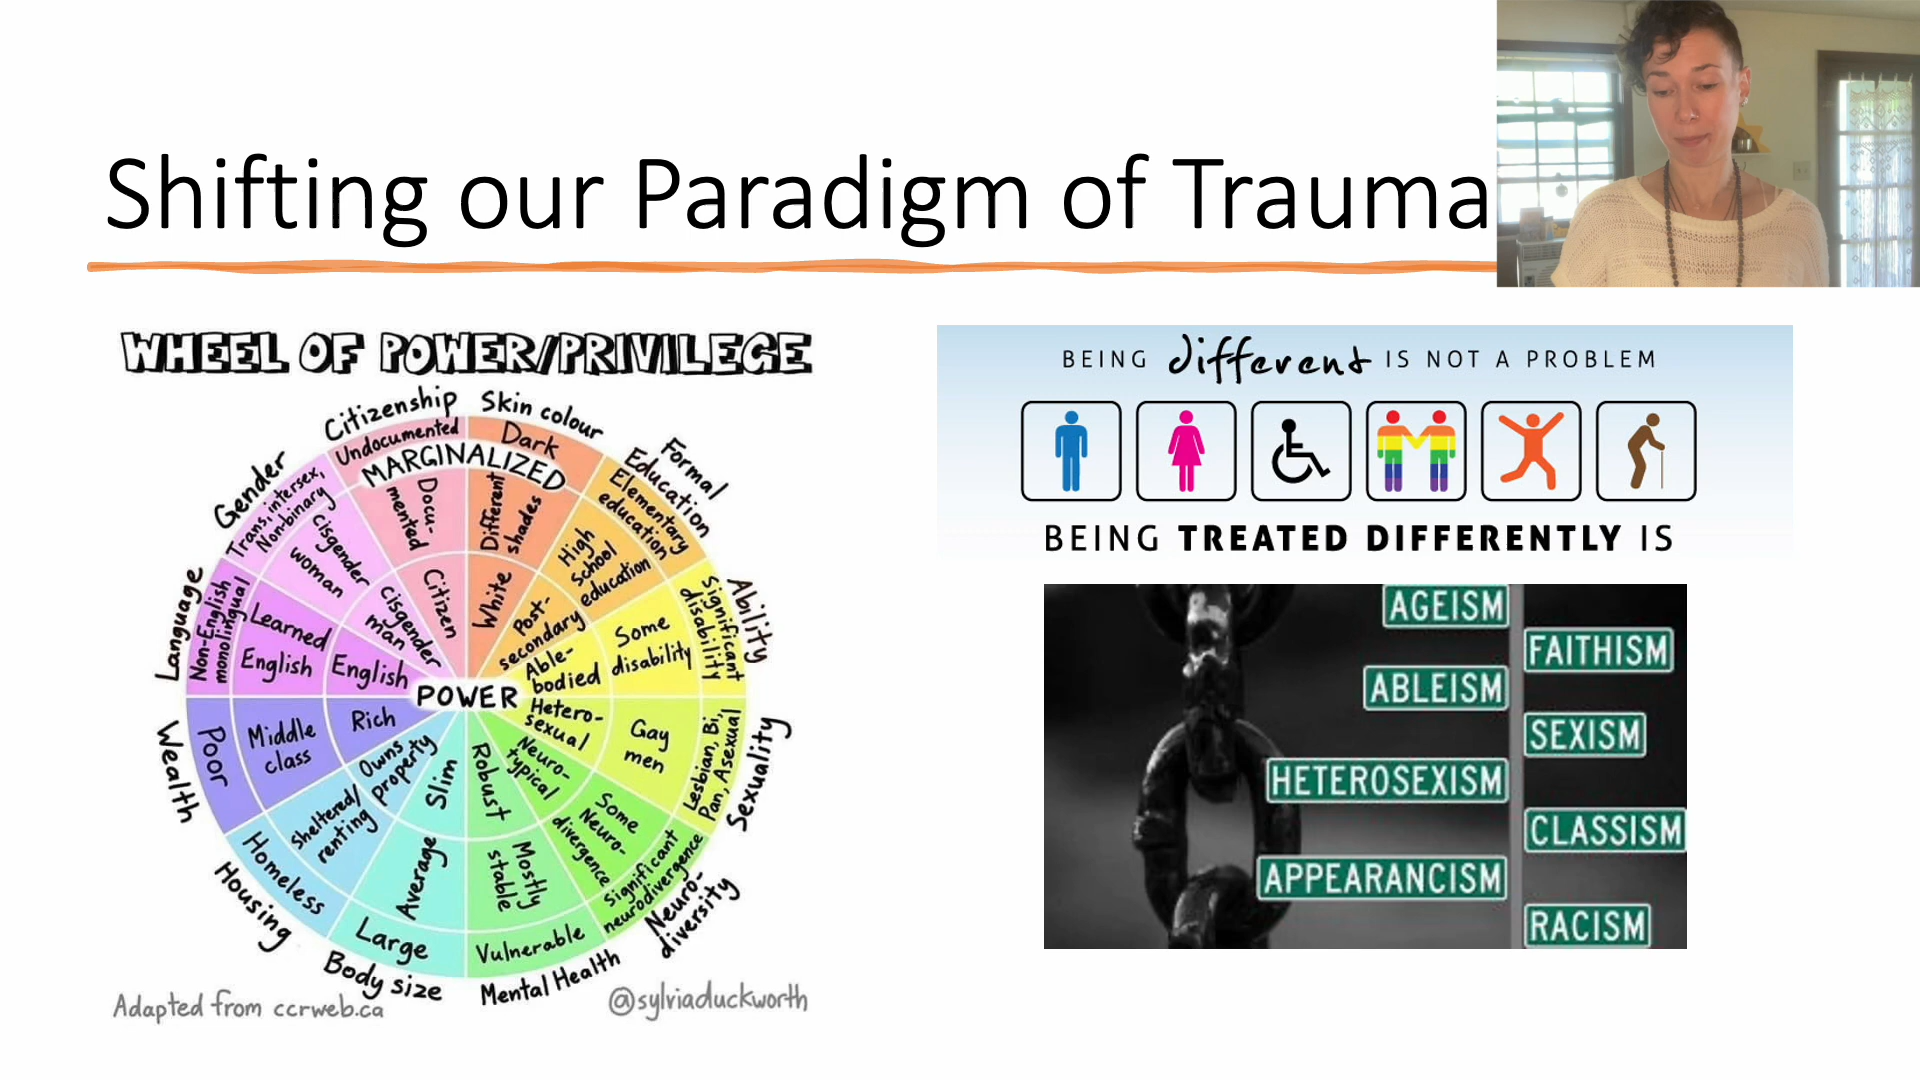 Shifting our Paradigm of Trauma
WHEEL OF POWER/PRIVILEGE
Citizenship
Undocumented
Docu-
mented
Citizen
Skin colour
Dark
Different
shades
White
MARGINALIZED
Formal
Education
Elementary
education
High
school
education
Post-
secondary
Ability
Significant
disability
Some
disability
Able-
bodied
Sexuality
Lesbian, Bi,
Pan, Asexual
Gay
men
Hetero-
sexual
Neuro-
diversity
Significant
neurodivergence
Some
Neuro-
divergence
Neuro-
typical
Mental Health
Vulnerable
Mostly
stable
Robust
Body size
Large
Average
Slim
Housing
Homeless
Sheltered/
renting
Owns
property
Wealth
Poor
Middle
class
Rich
Language
Non-English
monolingual
Learned
English
English
Gender
Trans, intersex,
Nonbinary
Cisgender
woman
Cisgender
man
POWER
Adapted from ccrweb.ca
@sylviaduckworth
BEING different IS NOT A PROBLEM
BEING TREATED DIFFERENTLY IS
AGEISM
FAITHISM
ABLEISM
SEXISM
HETEROSEXISM
CLASSISM
APPEARANCISM
RACISM